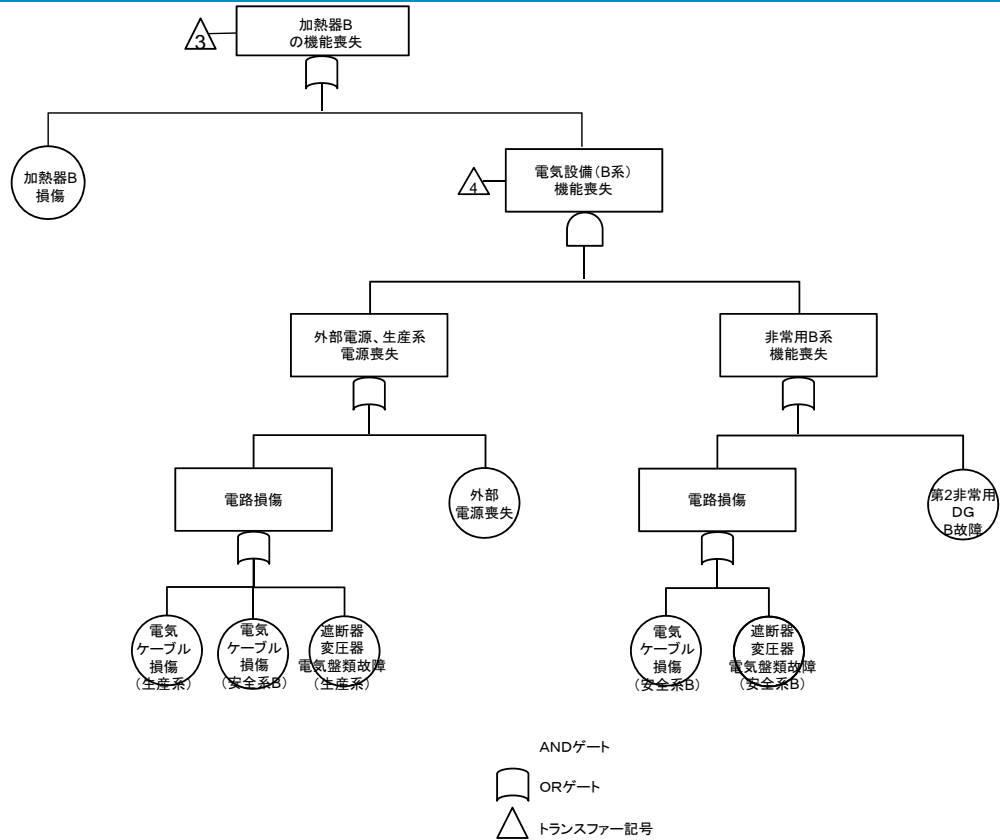 加熱器B
の機能喪失
3
加熱器B
損傷
電気設備(B系)
機能喪失
4
外部電源、生産系
電源喪失
非常用B系
機能喪失
電路損傷
外部
電源喪失
電路損傷
第2非常用
DG
B故障
電気
ケーブル
損傷
(生産系)
電気
ケーブル
損傷
(安全系B)
遮断器
変圧器
電気盤類故障
(生産系)
電気
ケーブル
損傷
(安全系B)
遮断器
変圧器
電気盤類故障
(安全系B)
ANDゲート
ORゲート
トランスファー記号